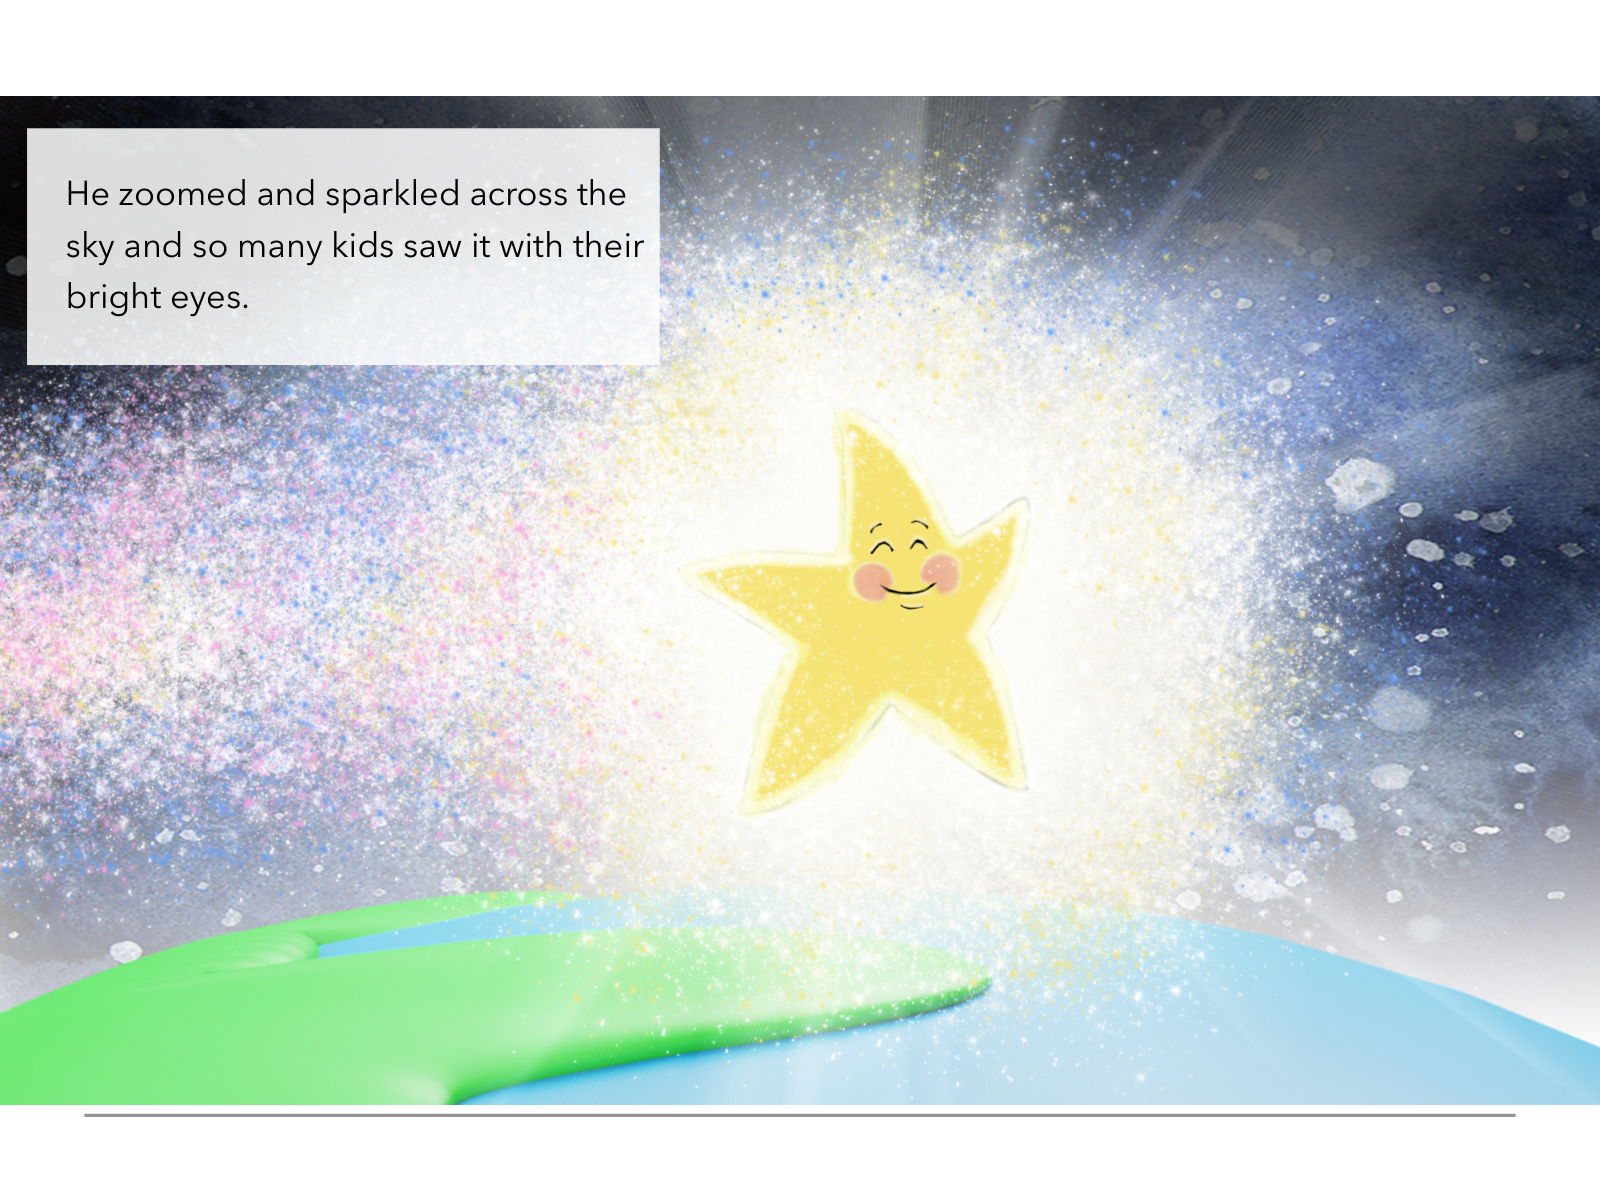 He zoomed and sparkled across the
sky and so many kids saw it with their
bright eyes.